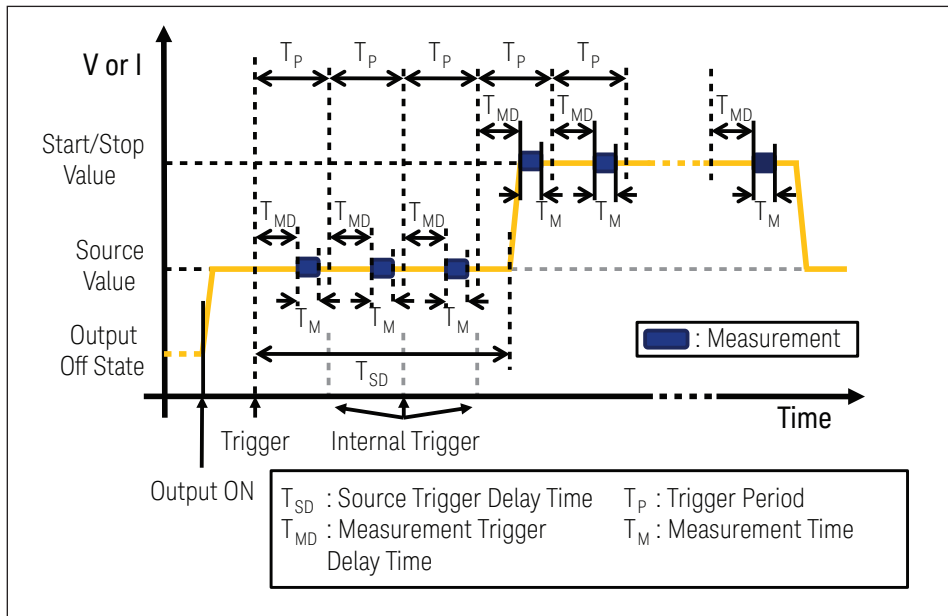 V or I
T_P T_P T_P T_P T_P
T_MD T_MD T_MD
Start/Stop
Value
T_M T_M T_M
T_MD T_MD T_MD
Source
Value
T_M T_M T_M
Output
Off State
: Measurement
T_SD
Time
Trigger
Internal Trigger
Output ON
T_SD : Source Trigger Delay Time
T_MD : Measurement Trigger
Delay Time
T_P : Trigger Period
T_M : Measurement Time